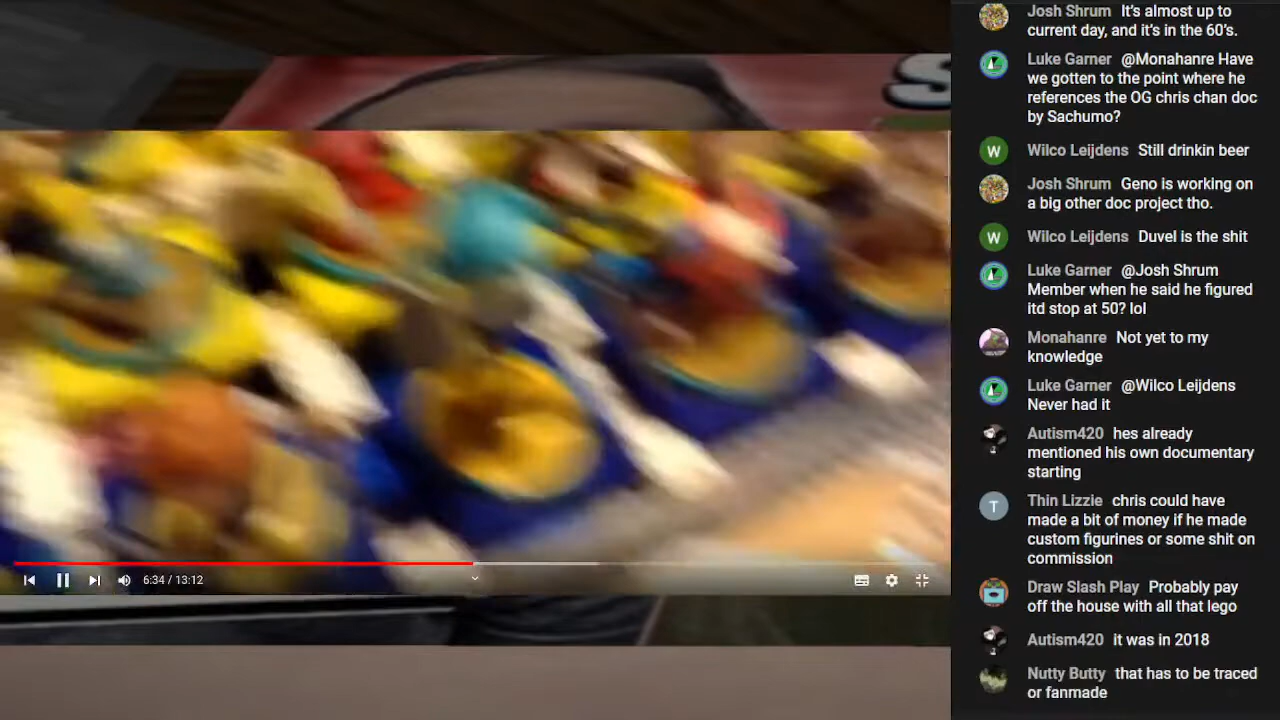 Josh Shrum It's almost up to
current day, and it's in the 60's.
Luke Garner @Monahanre Have
we gotten to the point where he
references the OG chris chan doc
by Sachumo?
W Wilco Leijdens Still drinkin beer
Josh Shrum Geno is working on
a big other doc project tho.
W Wilco Leijdens Duvel is the shit
Luke Garner @Josh Shrum
Member when he said he figured
itd stop at 50? lol
Monahanre Not yet to my
knowledge
Luke Garner @Wilco Leijdens
Never had it
Autism420 hes already
mentioned his own documentary
starting
T Thin Lizzie chris could have
made a bit of money if he made
custom figurines or some shit on
commission
Draw Slash Play Probably pay
off the house with all that lego
Autism420 it was in 2018
Nutty Butty that has to be traced
or fanmade
S
6:34 / 13:12